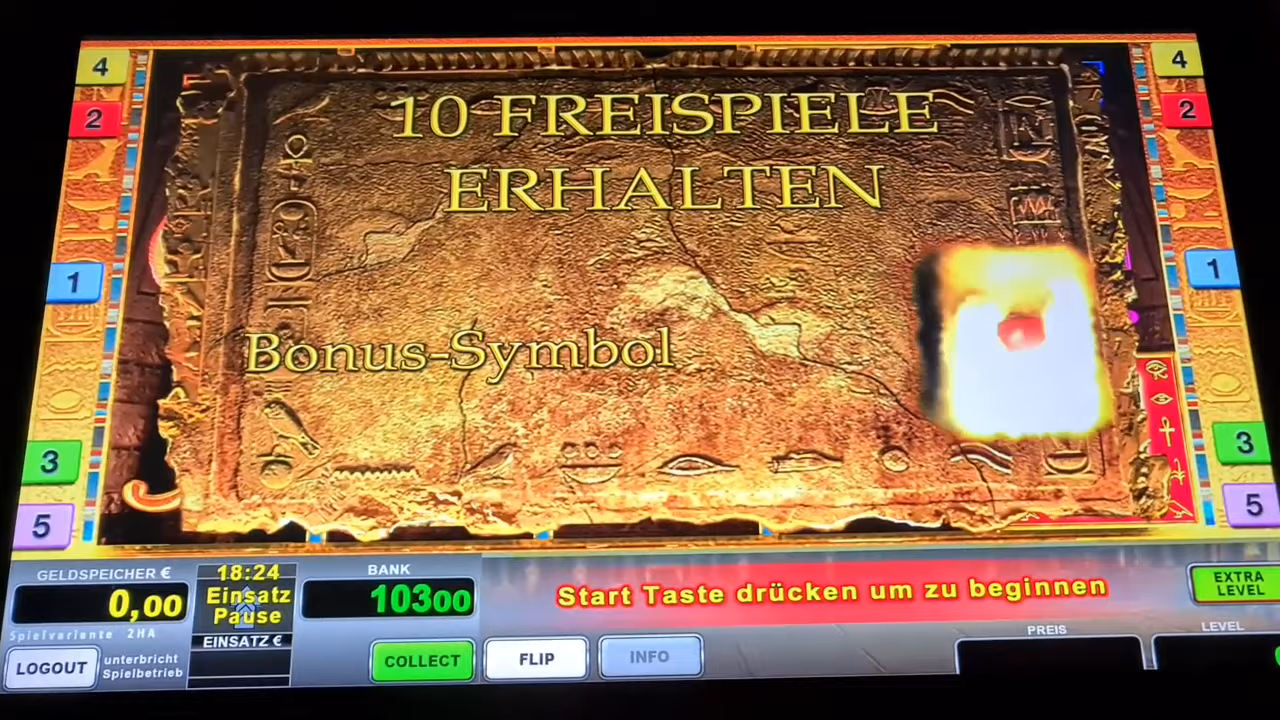 4
4
10 FREISPIELE
2
2
ERHALTEN
1
1
Bonus-Symbol
3
3
5
5
GELDSPEICHER €
18:24
BANK
0,00
Einsatz
Pause
10300
Start Taste drücken um zu beginnen
EXTRA
LEVEL
Spielvariente 2HA
EINSATZ €
PREIS
LEVEL
LOGOUT
unterbricht
Spielbetrieb
COLLECT
FLIP
INFO